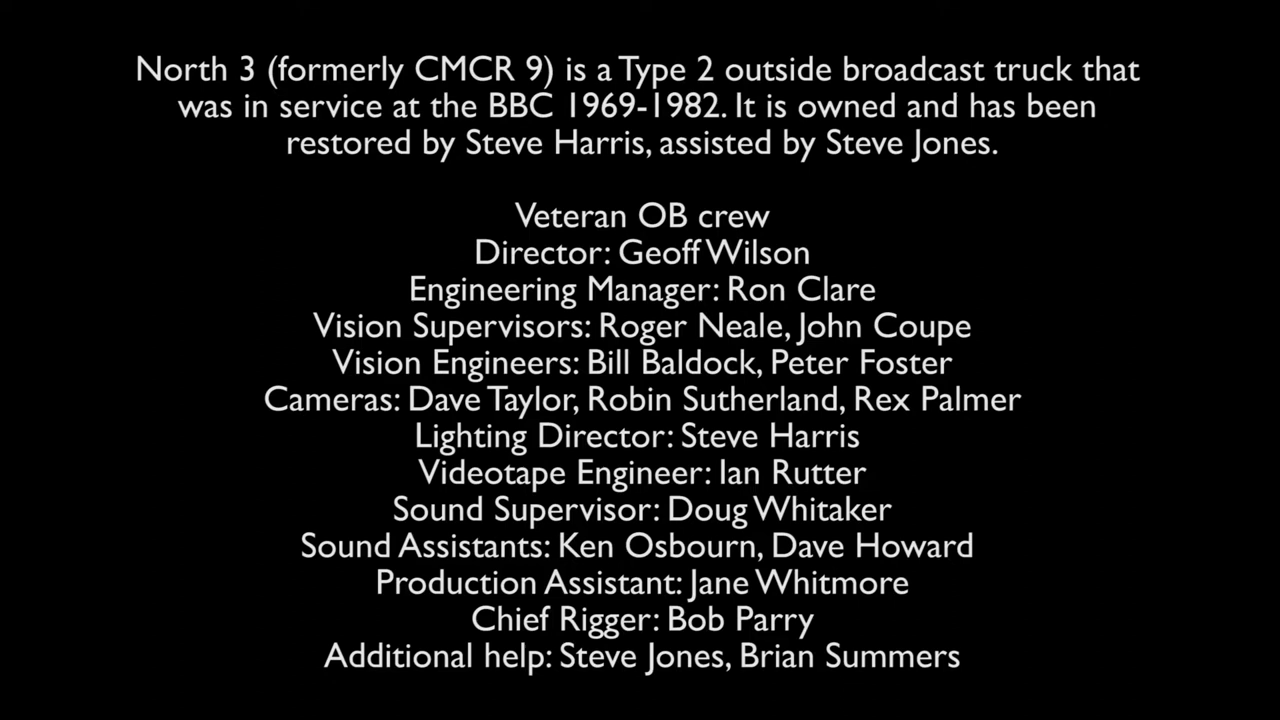 North 3 (formerly CMCR 9) is a Type 2 outside broadcast truck that
was in service at the BBC 1969-1982. It is owned and has been
restored by Steve Harris, assisted by Steve Jones.
Veteran OB crew
Director: Geoff Wilson
Engineering Manager: Ron Clare
Vision Supervisors: Roger Neale, John Coupe
Vision Engineers: Bill Baldock, Peter Foster
Cameras: Dave Taylor, Robin Sutherland, Rex Palmer
Lighting Director: Steve Harris
Videotape Engineer: Ian Rutter
Sound Supervisor: Doug Whitaker
Sound Assistants: Ken Osbourn, Dave Howard
Production Assistant: Jane Whitmore
Chief Rigger: Bob Parry
Additional help: Steve Jones, Brian Summers